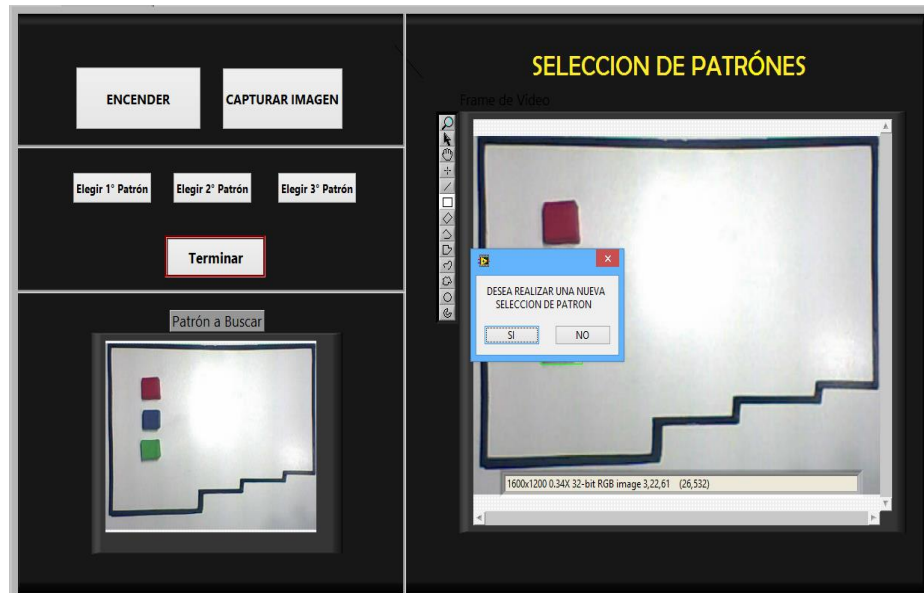 ENCENDER
CAPTURAR IMAGEN
Elegir 1° Patrón
Elegir 2° Patrón
Elegir 3° Patrón
Terminar
Patrón a Buscar
SELECCION DE PATRÓNES
Frame de Video
DESEA REALIZAR UNA NUEVA
SELECCION DE PATRON
SI
NO
1600x1200 0.34X 32-bit RGB image 3,22,61 (26,532)